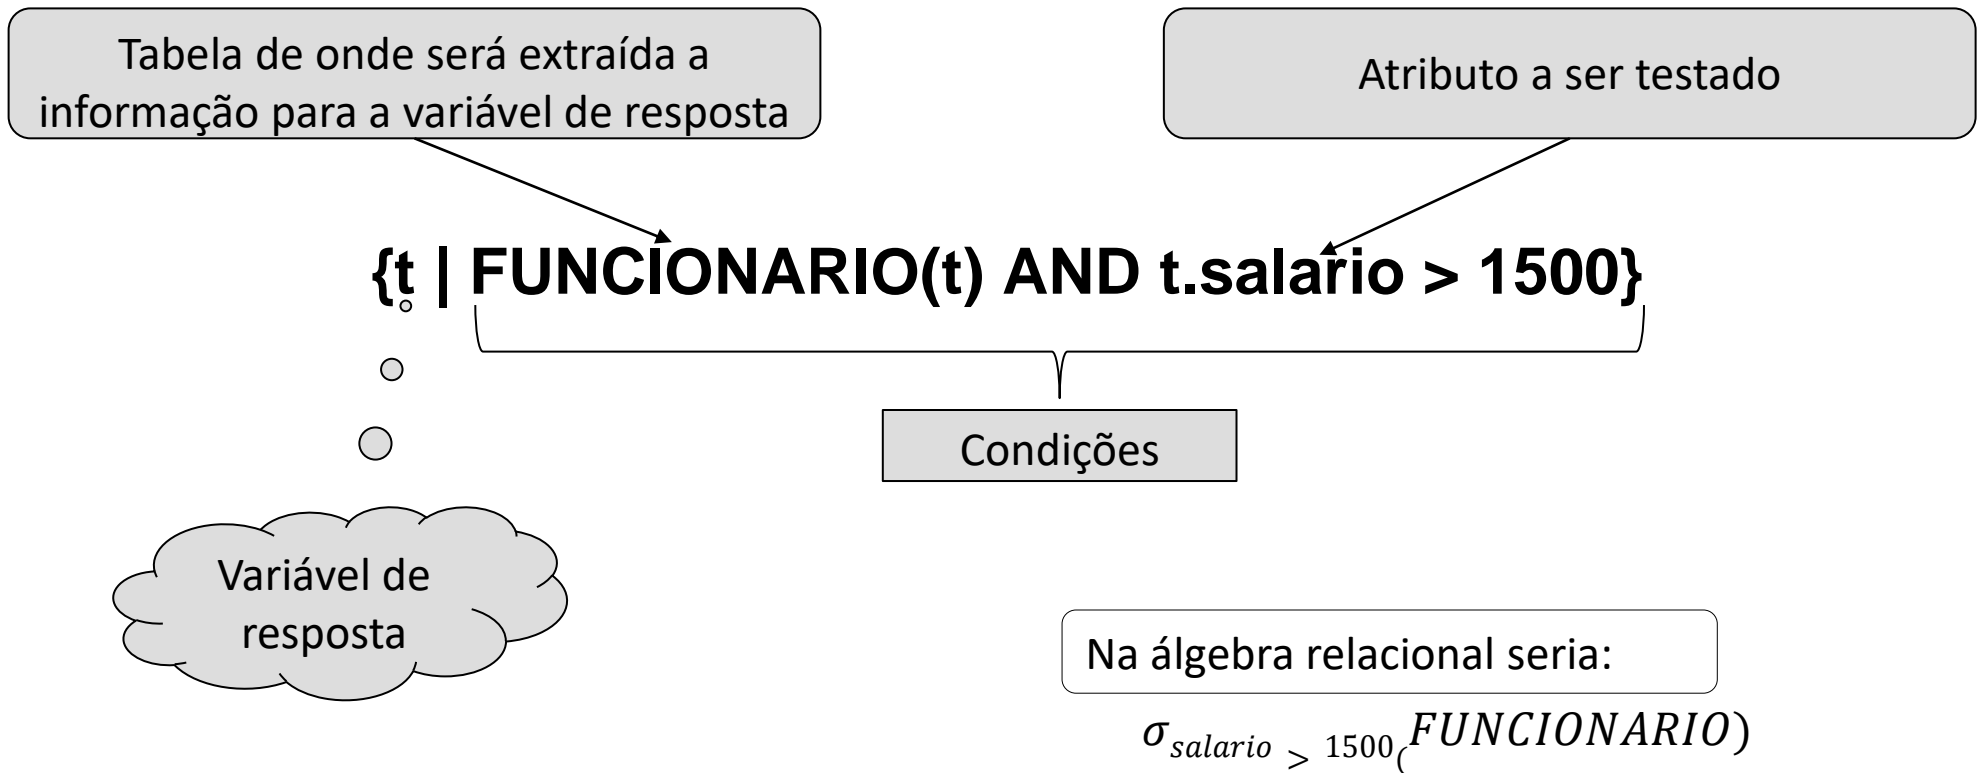 Tabela de onde será extraída a
informação para a variável de resposta
Atributo a ser testado
{t | FUNCIONARIO(t) AND t.salario > 1500}
Condições
Variável de
resposta
Na álgebra relacional seria:
σ_salario > 1500(FUNCIONARIO)